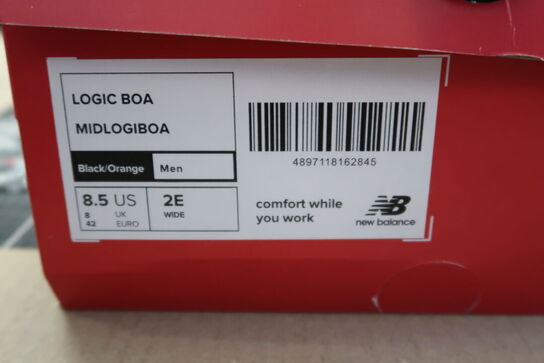 LOGIC BOA
MIDLOGIBOA
Black/Orange Men
8.5 US 2E
8 UK WIDE
42 EURO
4897118162845
comfort while
you work
NB
new balance